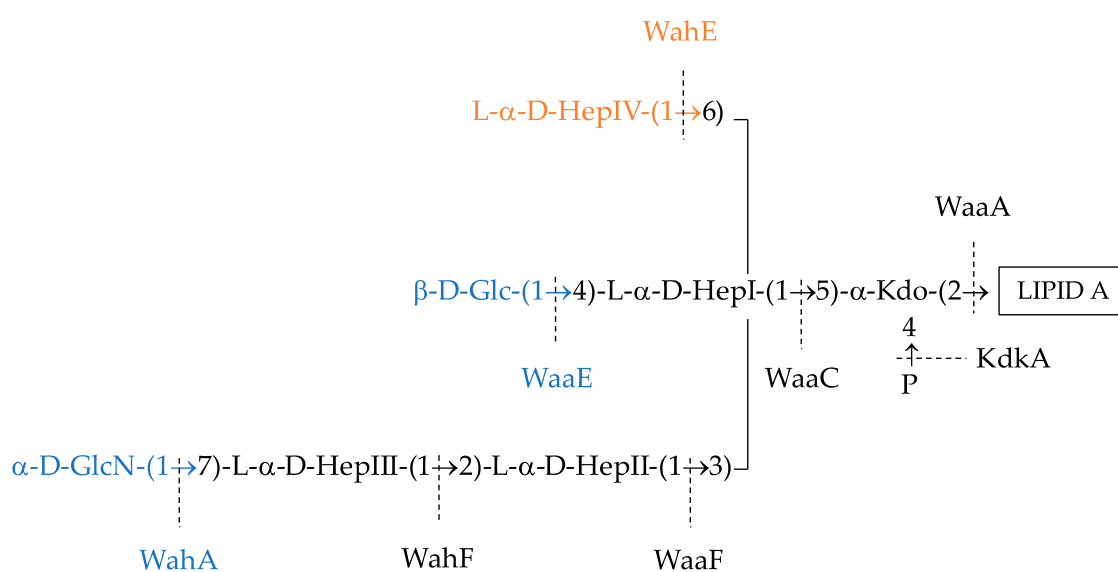 WahE
L-α-D-HepIV-(1→6)
WaaA
β-D-Glc-(1→4)-L-α-D-HepI-(1→5)-α-Kdo-(2→ LIPID A
4
WaaE
WaaC
P
KdkA
α-D-GlcN-(1→7)-L-α-D-HepIII-(1→2)-L-α-D-HepII-(1→3)
WahA
WahF
WaaF